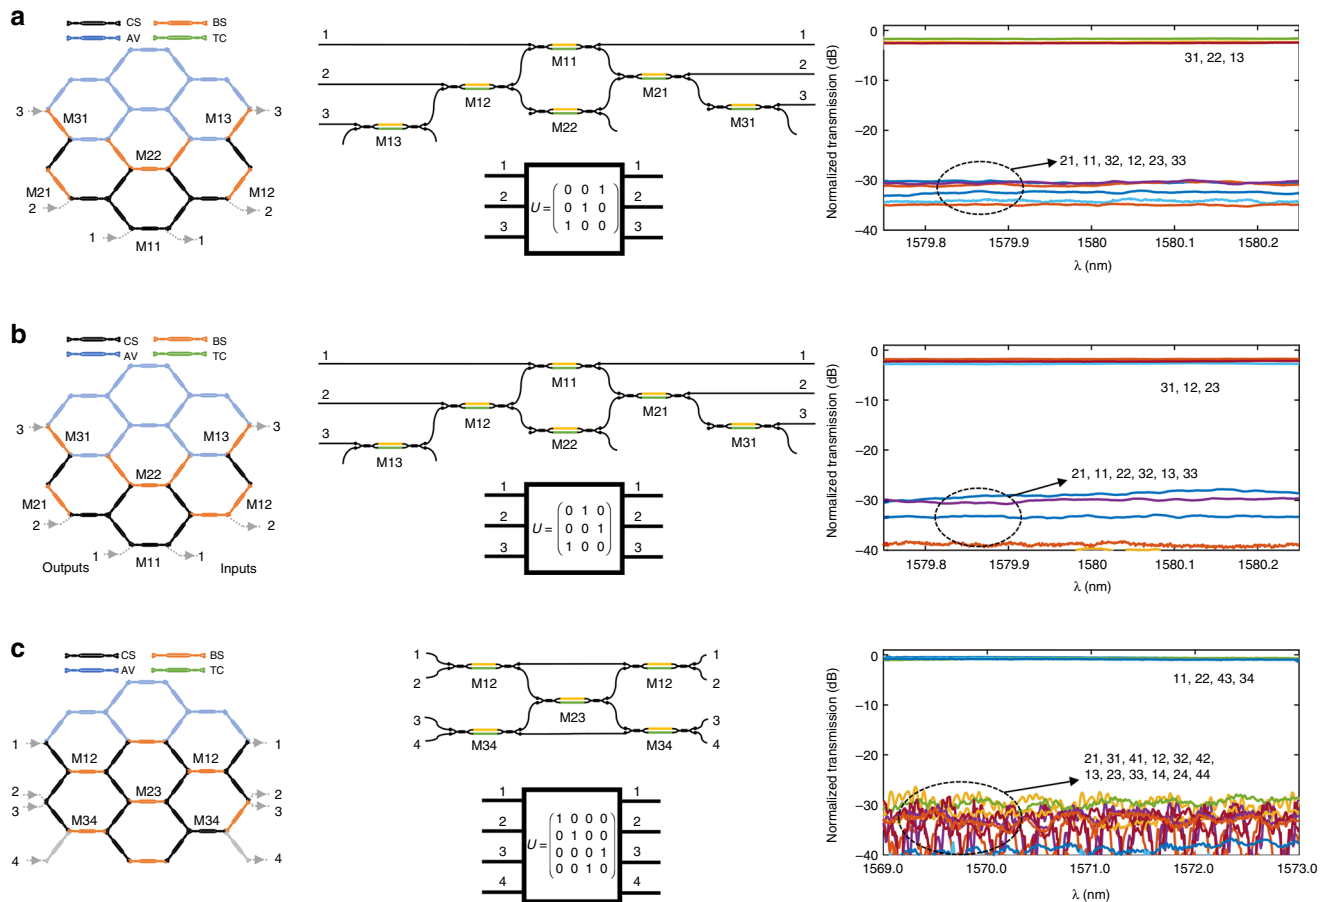 a
CS BS
AV TC
3 M31 M13 3
M22
M21 M12
2 2
1 M11 1
1 M11 1
2 M12 M21 2
3 M13 M22 M31 3
1 1
2 U = ( 0 0 1 2
0 1 0
3 1 0 0 ) 3
Normalized transmission (dB)
0
–10
–20
–30
–40
31, 22, 13
21, 11, 32, 12, 23, 33
1579.8 1579.9 1580 1580.1 1580.2
λ (nm)
b
CS BS
AV TC
3 M31 M13 3
M22
M21 M12
2 2
1 M11 1
Outputs Inputs
1 M11 1
2 M12 M21 2
3 M13 M22 M31 3
1 1
2 U = ( 0 1 0 2
0 0 1
3 1 0 0 ) 3
Normalized transmission (dB)
0
–10
–20
–30
–40
31, 12, 23
21, 11, 22, 32, 13, 33
1579.8 1579.9 1580 1580.1 1580.2
λ (nm)
c
CS BS
AV TC
1 M12 M12 1
2 M23 2
3 3
M34 M34
4 4
1 M12 M12 1
2 2
M23
3 M34 M34 3
4 4
1 1
2 U = ( 1 0 0 0 2
0 1 0 0
3 0 0 0 1 3
0 0 1 0 )
4 4
Normalized transmission (dB)
0
–10
–20
–30
–40
11, 22, 43, 34
21, 31, 41, 12, 32, 42,
13, 23, 33, 14, 24, 44
1569.0 1570.0 1571.0 1572.0 1573.0
λ (nm)